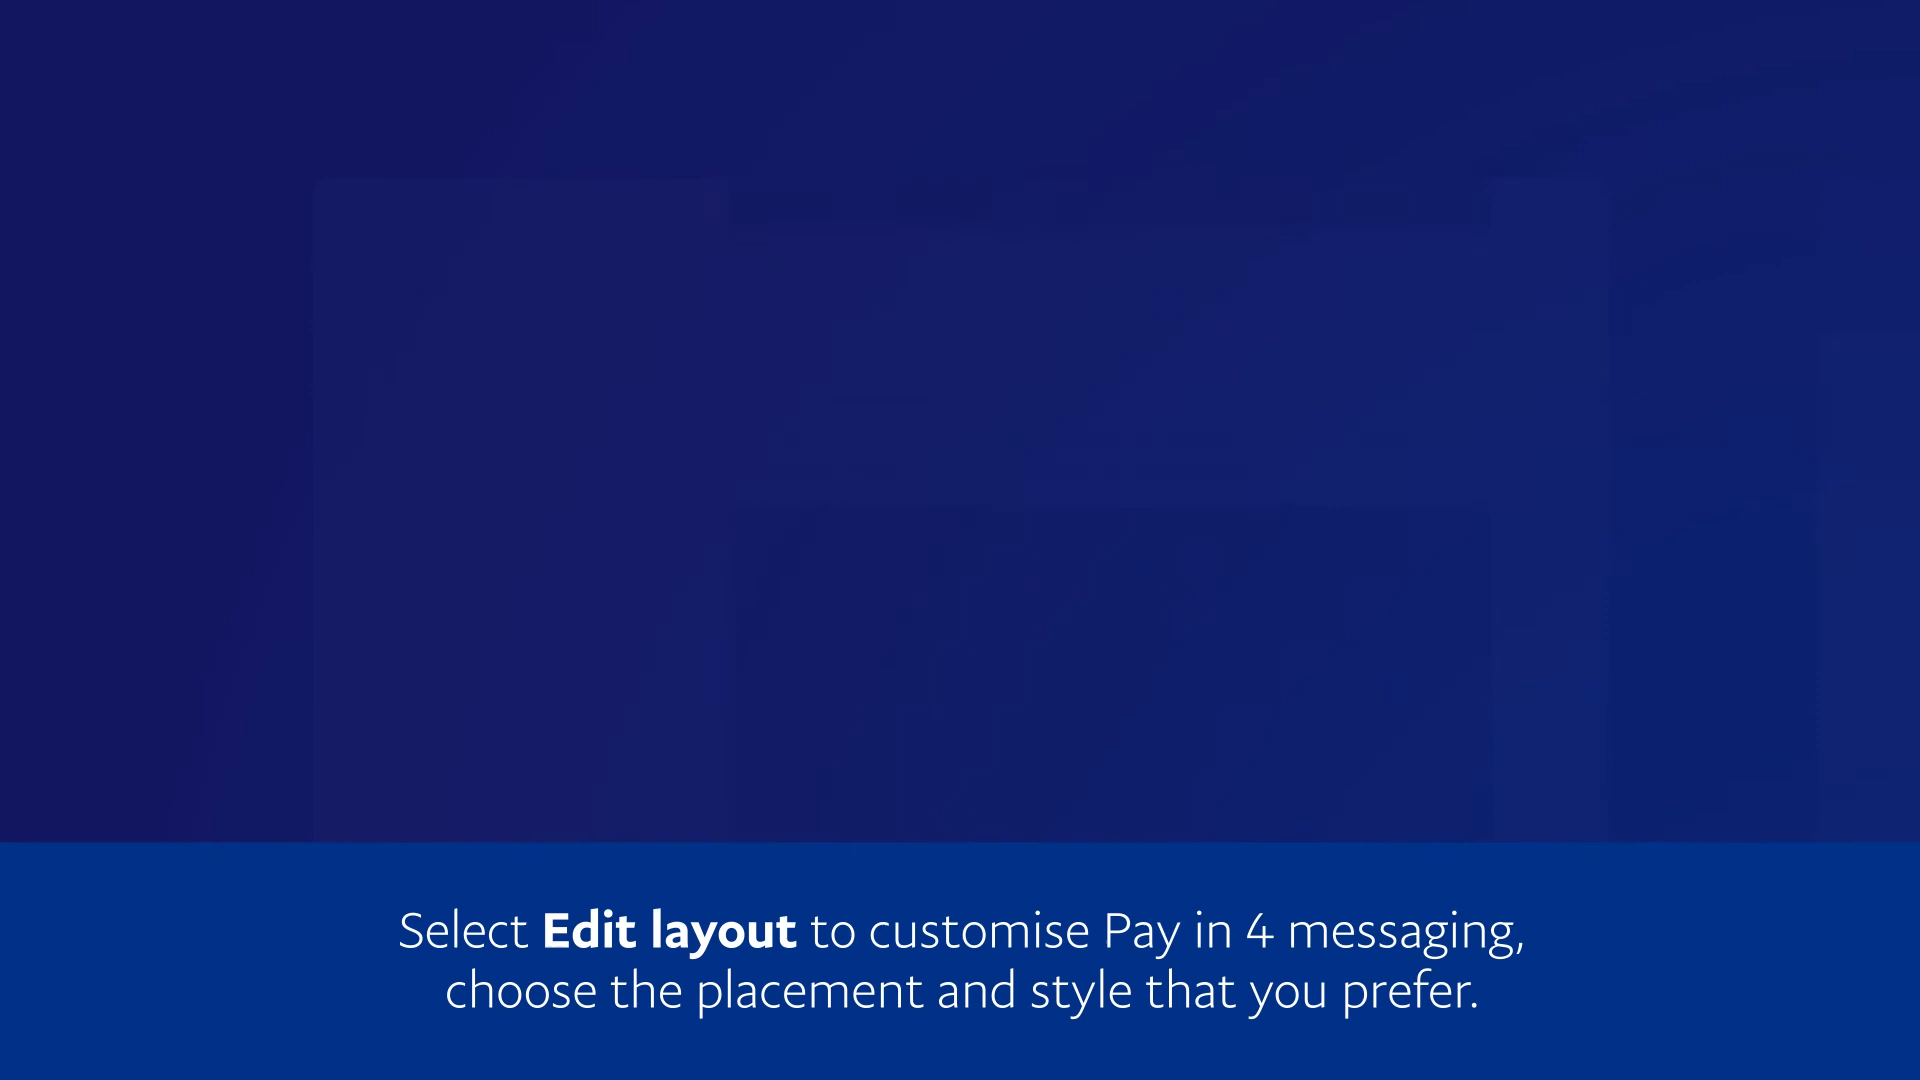 Select Edit layout to customise Pay in 4 messaging,
choose the placement and style that you prefer.